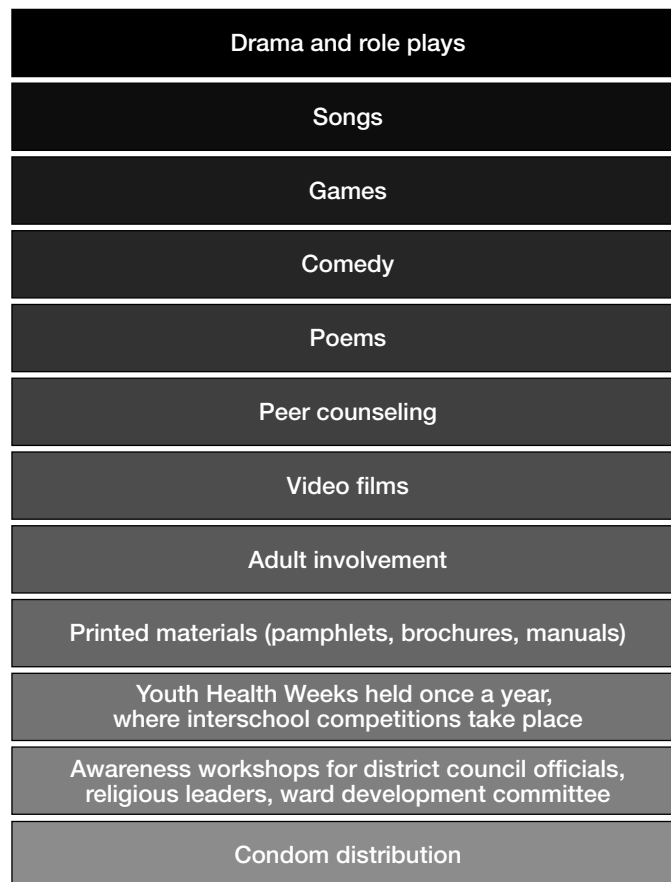 Drama and role plays
Songs
Games
Comedy
Poems
Peer counseling
Video films
Adult involvement
Printed materials (pamphlets, brochures, manuals)
Youth Health Weeks held once a year,
where interschool competitions take place
Awareness workshops for district council officials,
religious leaders, ward development committee
Condom distribution